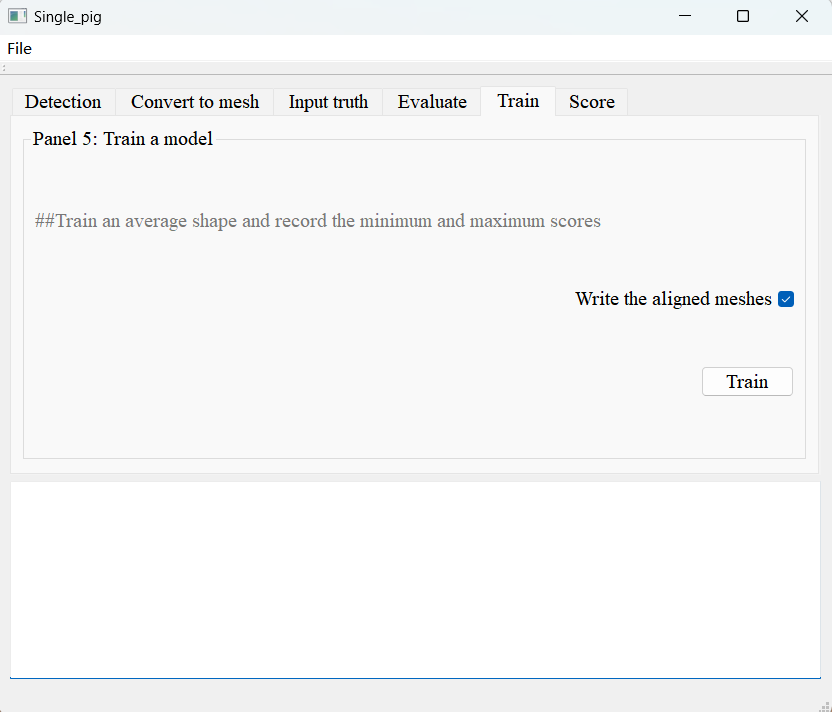 Single_pig
File
Detection Convert to mesh Input truth Evaluate Train Score
Panel 5: Train a model
##Train an average shape and record the minimum and maximum scores
Write the aligned meshes
Train